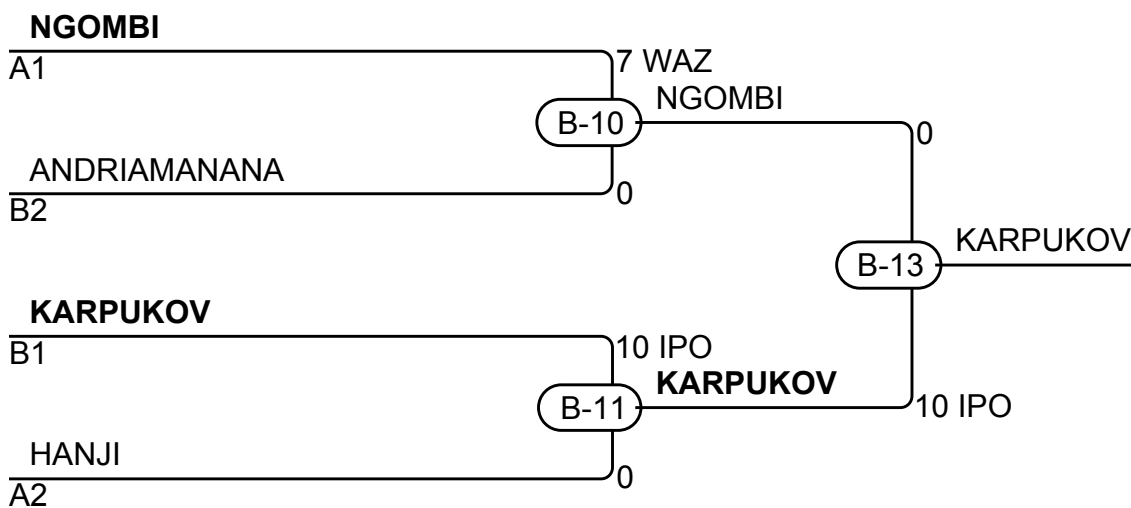 NGOMBI
A1
7 WAZ
NGOMBI
B-10
0
ANDRIAMANANA
B2
0
KARPUKOV
B-13
KARPUKOV
B1
10 IPO
KARPUKOV
B-11
10 IPO
HANJI
A2
0